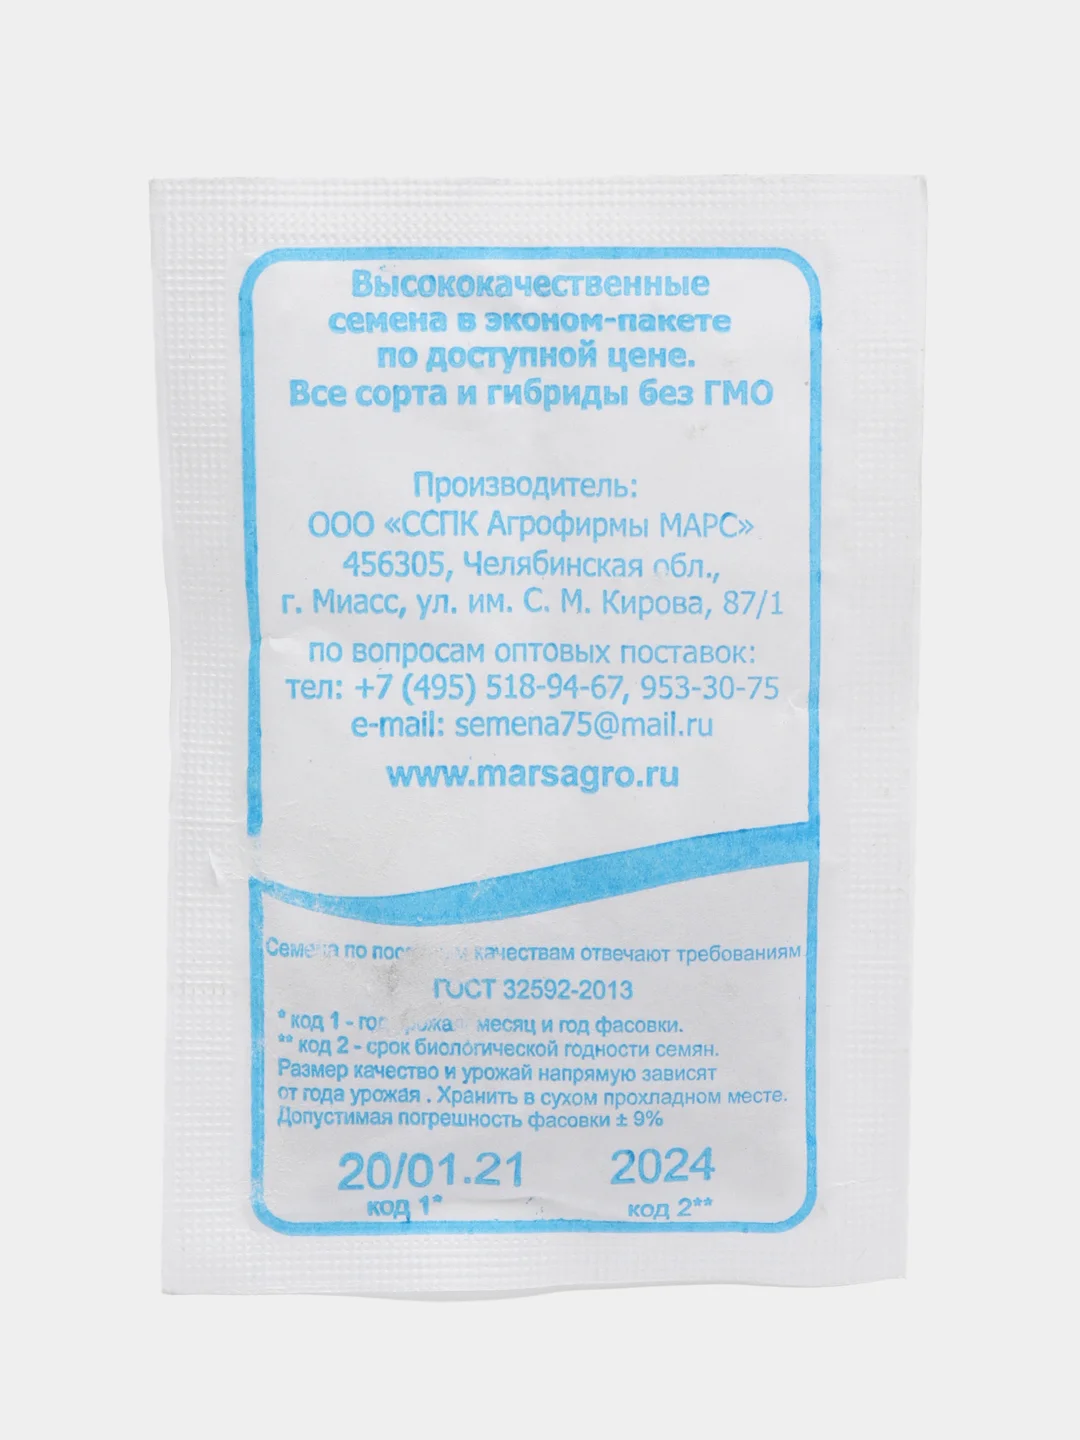 Высококачественные
семена в эконом-пакете
по доступной цене.
Все сорта и гибриды без ГМО
Производитель:
ООО «ССПК Агрофирмы МАРС»
456305, Челябинская обл.,
г. Миасс, ул. им. С. М. Кирова, 87/1
по вопросам оптовых поставок:
тел: +7 (495) 518-94-67, 953-30-75
e-mail: semena75@mail.ru
www.marsagro.ru
Семена по качествам отвечают требованиям
ГОСТ 32592-2013
* код 1 - год месяц и год фасовки.
** код 2 - срок биологической годности семян.
Размер качество и урожай напрямую зависят
от года урожая . Хранить в сухом прохладном месте.
Допустимая погрешность фасовки ± 9%
20/01.21 2024
код 1* код 2**